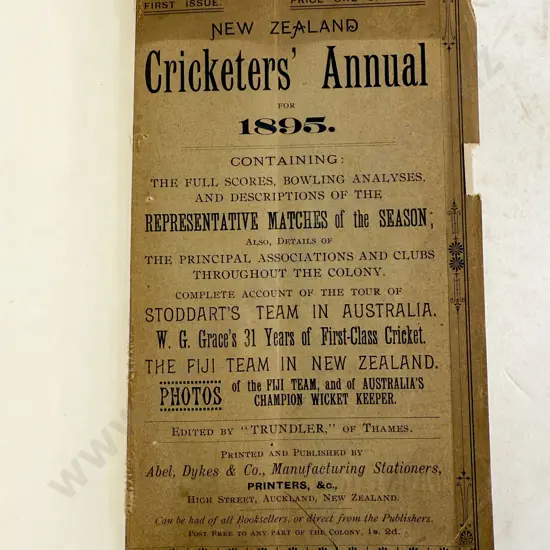 FIRST ISSUE.
PRICE ONE
NEW ZEALAND
Cricketers' Annual
FOR
1895.
CONTAINING:
THE FULL SCORES, BOWLING ANALYSES,
AND DESCRIPTIONS OF THE
REPRESENTATIVE MATCHES of the SEASON;
ALSO, DETAILS OF
THE PRINCIPAL ASSOCIATIONS AND CLUBS
THROUGHOUT THE COLONY.
COMPLETE ACCOUNT OF THE TOUR OF
STODDART'S TEAM IN AUSTRALIA.
W. G. Grace's 31 Years of First-Class Cricket.
THE FIJI TEAM IN NEW ZEALAND.
PHOTOS of the FIJI TEAM, and of AUSTRALIA'S
CHAMPION WICKET KEEPER.
EDITED BY "TRUNDLER," OF THAMES.
PRINTED AND PUBLISHED BY
Abel, Dykes & Co., Manufacturing Stationers,
PRINTERS, &c.,
HIGH STREET, AUCKLAND, NEW ZEALAND.
Can be had of all Booksellers, or direct from the Publishers.
POST FREE TO ANY PART OF THE COLONY, 1s. 2d.